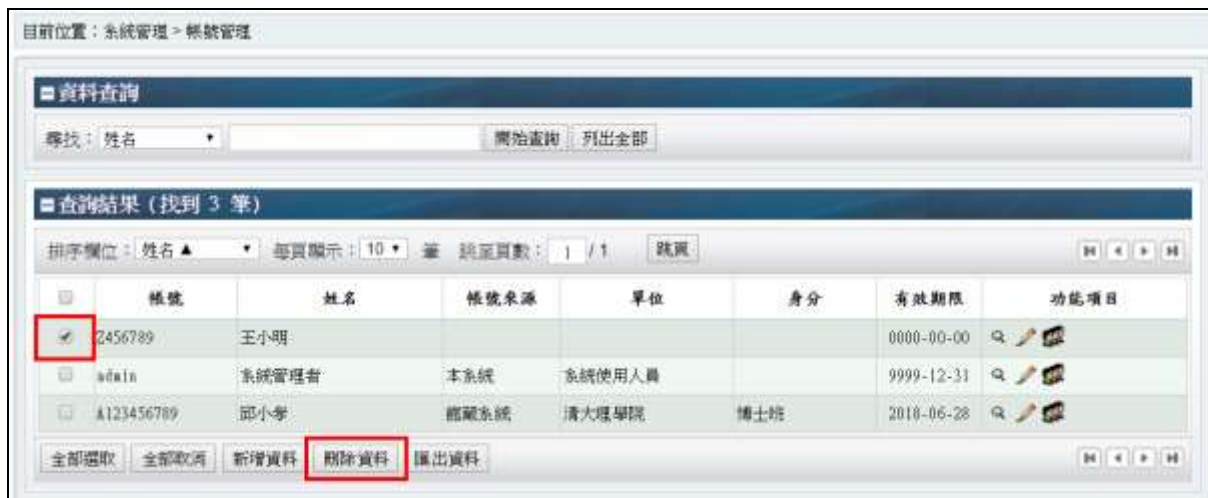 目前位置：系統管理 > 帳號管理
資料查詢
尋找： 姓名 開始查詢 列出全部
查詢結果 (找到 3 筆)
排序欄位： 姓名▲ 每頁顯示： 10 筆 跳至頁數： 1 / 1 跳頁
帳號 姓名 帳號來源 單位 身分 有效期限 功能項目
Z456789 王小明 0000-00-00
admin 系統管理者 本系統 系統使用人員 9999-12-31
A123456789 邱小學 館藏系統 清大理學院 博士班 2018-06-28
全部選取 全部取消 新增資料 刪除資料 匯出資料